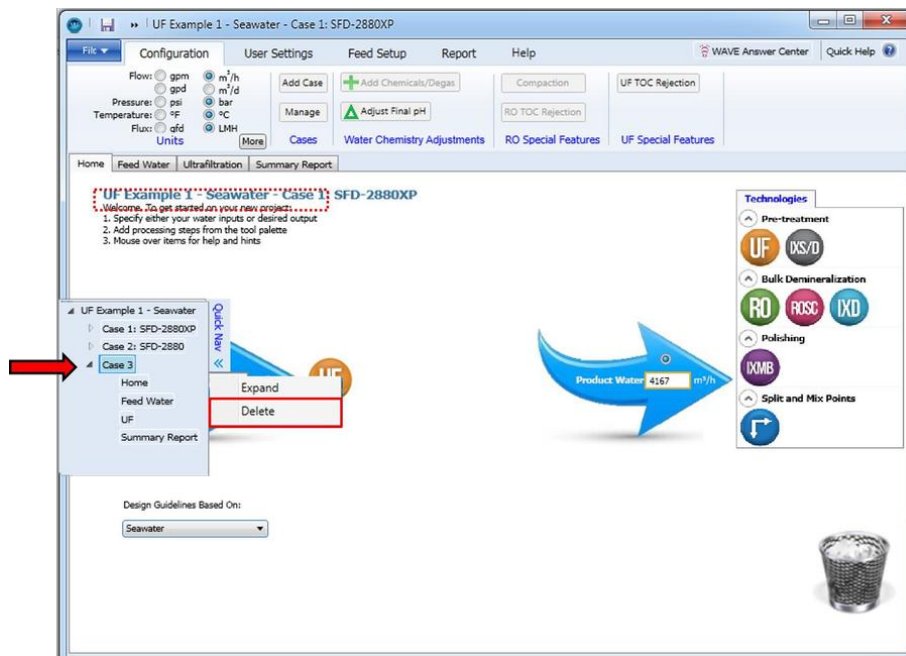 UF Example 1 - Seawater - Case 1: SFD-2880XP
File
Configuration User Settings Feed Setup Report Help
WAVE Answer Center Quick Help
Flow: gpm m³/h
gpd m³/d
Pressure: psi bar
Temperature: ºF ºC
Flux: gfd LMH
Units More
Add Case
Manage
Cases
Add Chemicals/Degas
Adjust Final pH
Water Chemistry Adjustments
Compaction
RO TOC Rejection
RO Special Features
UF TOC Rejection
UF Special Features
Home Feed Water Ultrafiltration Summary Report
UF Example 1 - Seawater - Case 1: SFD-2880XP
Welcome. To get started on your new project:
1. Specify either your water inputs or desired output
2. Add processing steps from the tool palette
3. Mouse over items for help and hints
UF Example 1 - Seawater
Case 1: SFD-2880XP
Case 2: SFD-2880
Case 3
Home
Feed Water
UF
Summary Report
Quick Nav
Expand
Delete
UF
Product Water 4167 m³/h
Technologies
Pre-treatment
UF IXS/D
Bulk Demineralization
RO ROSC IXD
Polishing
IXMB
Split and Mix Points
Design Guidelines Based On:
Seawater